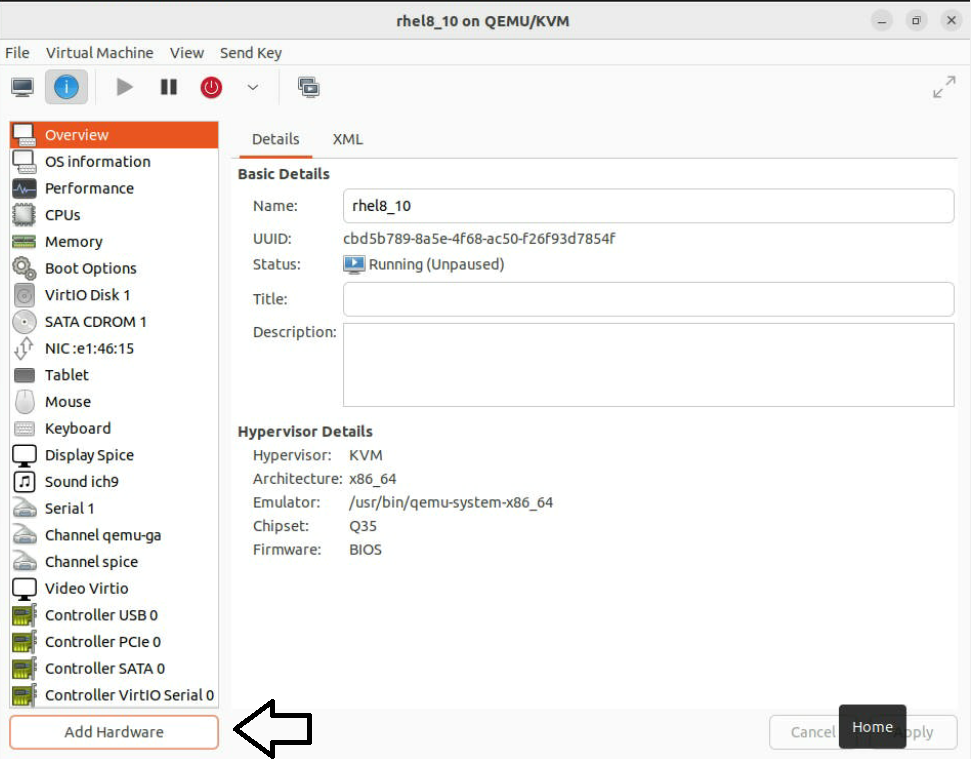 rhel8_10 on QEMU/KVM
File Virtual Machine View Send Key
Overview
OS information
Performance
CPUs
Memory
Boot Options
VirtIO Disk 1
SATA CDROM 1
NIC :e1:46:15
Tablet
Mouse
Keyboard
Display Spice
Sound ich9
Serial 1
Channel qemu-ga
Channel spice
Video Virtio
Controller USB 0
Controller PCIe 0
Controller SATA 0
Controller VirtIO Serial 0
Add Hardware
Details XML
Basic Details
Name: rhel8_10
UUID: cbd5b789-8a5e-4f68-ac50-f26f93d7854f
Status: Running (Unpaused)
Title:
Description:
Hypervisor Details
Hypervisor: KVM
Architecture: x86_64
Emulator: /usr/bin/qemu-system-x86_64
Chipset: Q35
Firmware: BIOS
Cancel Home pply